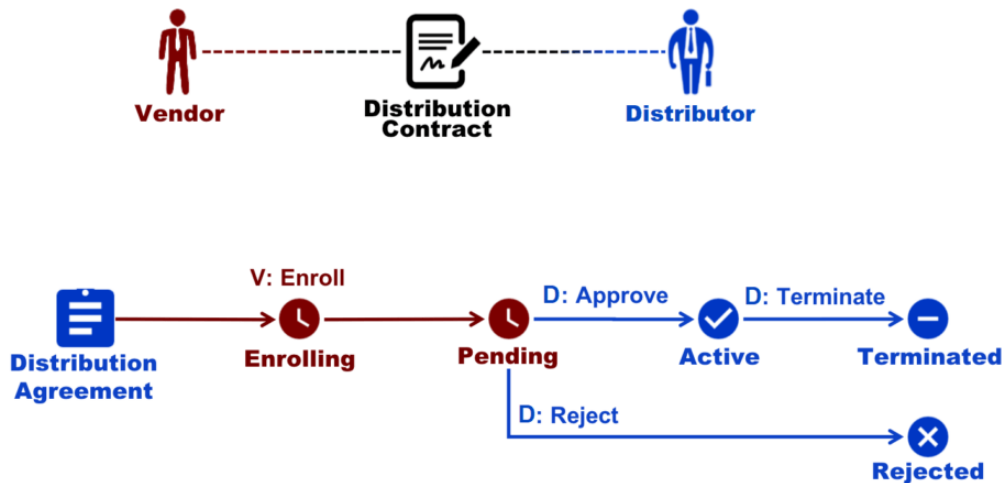 Vendor
Distribution
Contract
Distributor
V: Enroll
D: Approve
D: Terminate
Distribution
Agreement
Enrolling
Pending
Active
Terminated
D: Reject
Rejected